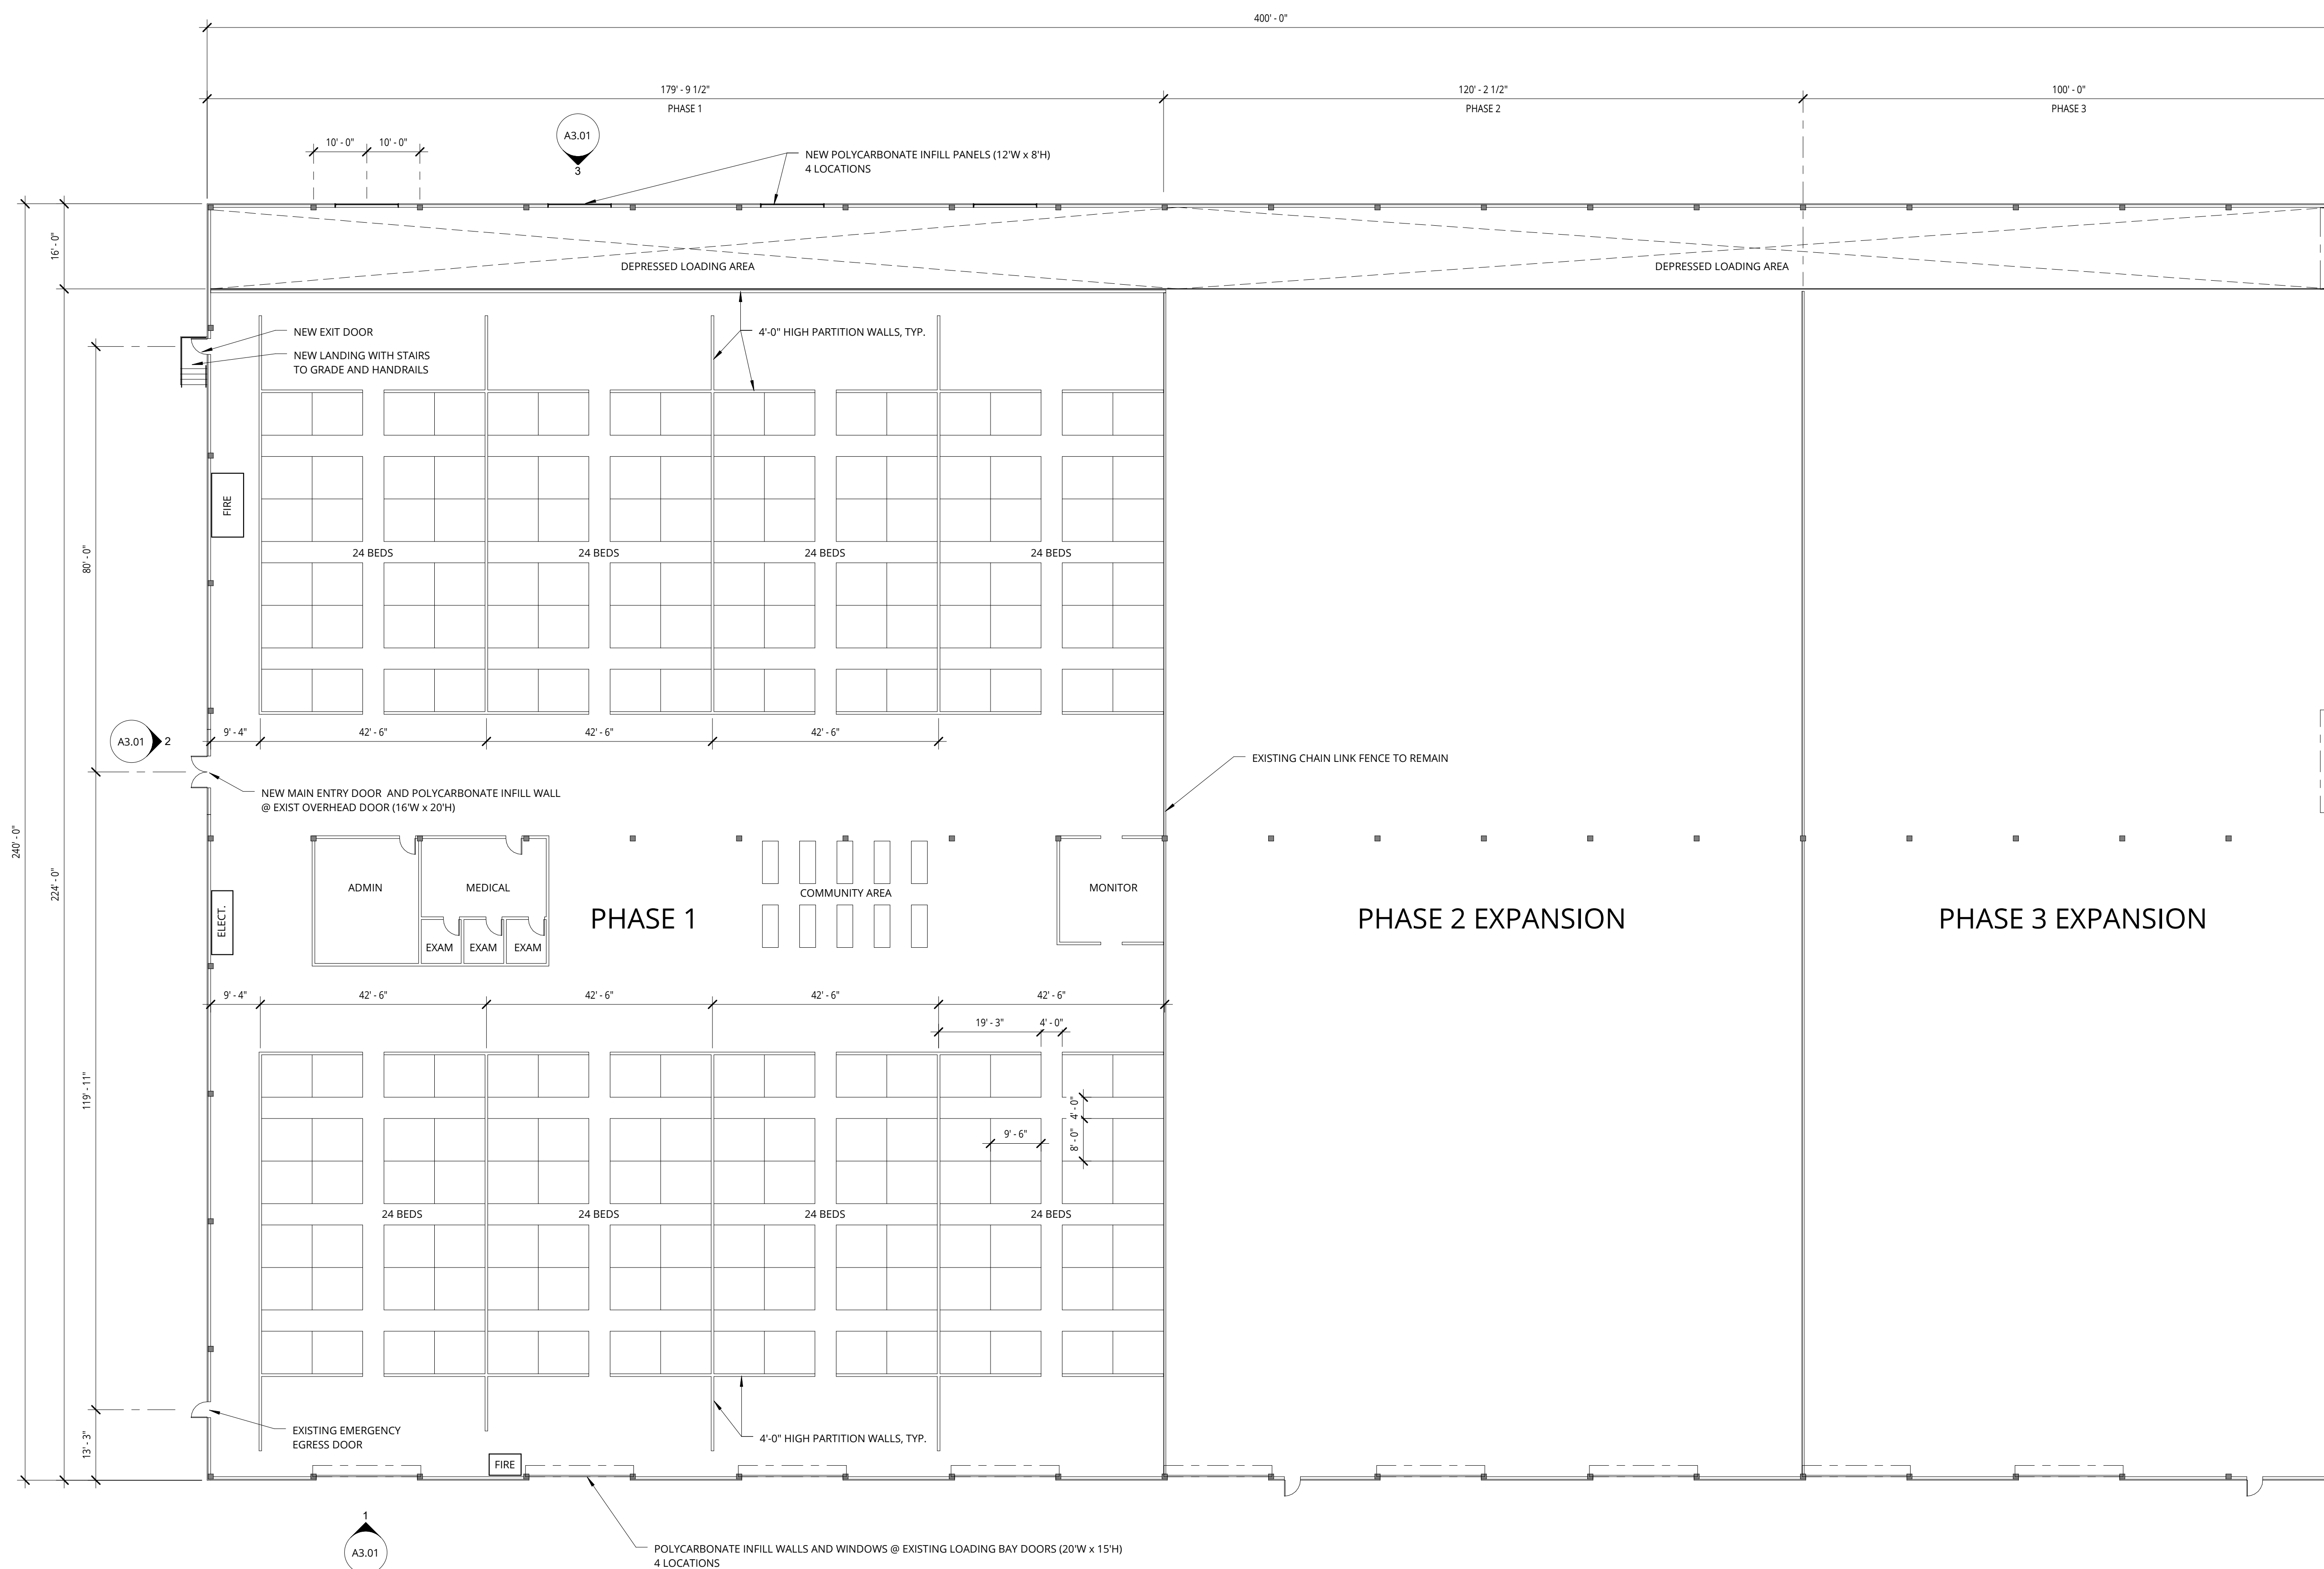 400' - 0"
179' - 9 1/2"
120' - 2 1/2"
100' - 0"
PHASE 1
PHASE 2
PHASE 3
A3.01
3
10' - 0"
10' - 0"
NEW POLYCARBONATE INFILL PANELS (12'W x 8'H)
4 LOCATIONS
16' - 0"
DEPRESSED LOADING AREA
DEPRESSED LOADING AREA
NEW EXIT DOOR
4'-0" HIGH PARTITION WALLS, TYP.
NEW LANDING WITH STAIRS
TO GRADE AND HANDRAILS
FIRE
80' - 0"
24 BEDS
24 BEDS
24 BEDS
24 BEDS
9' - 4"
42' - 6"
42' - 6"
42' - 6"
A3.01
2
EXISTING CHAIN LINK FENCE TO REMAIN
NEW MAIN ENTRY DOOR  AND POLYCARBONATE INFILL WALL
@ EXIST OVERHEAD DOOR (16'W x 20'H)
240' - 0"
224' - 0"
ADMIN
MEDICAL
COMMUNITY AREA
MONITOR
ELECT.
PHASE 1
PHASE 2 EXPANSION
PHASE 3 EXPANSION
EXAM
EXAM
EXAM
9' - 4"
42' - 6"
42' - 6"
42' - 6"
42' - 6"
19' - 3"
4' - 0"
119' - 11"
4' - 0"
9' - 6"
8' - 0"
24 BEDS
24 BEDS
24 BEDS
24 BEDS
EXISTING EMERGENCY
EGRESS DOOR
4'-0" HIGH PARTITION WALLS, TYP.
13' - 3"
FIRE
1
A3.01
POLYCARBONATE INFILL WALLS AND WINDOWS @ EXISTING LOADING BAY DOORS (20'W x 15'H)
4 LOCATIONS